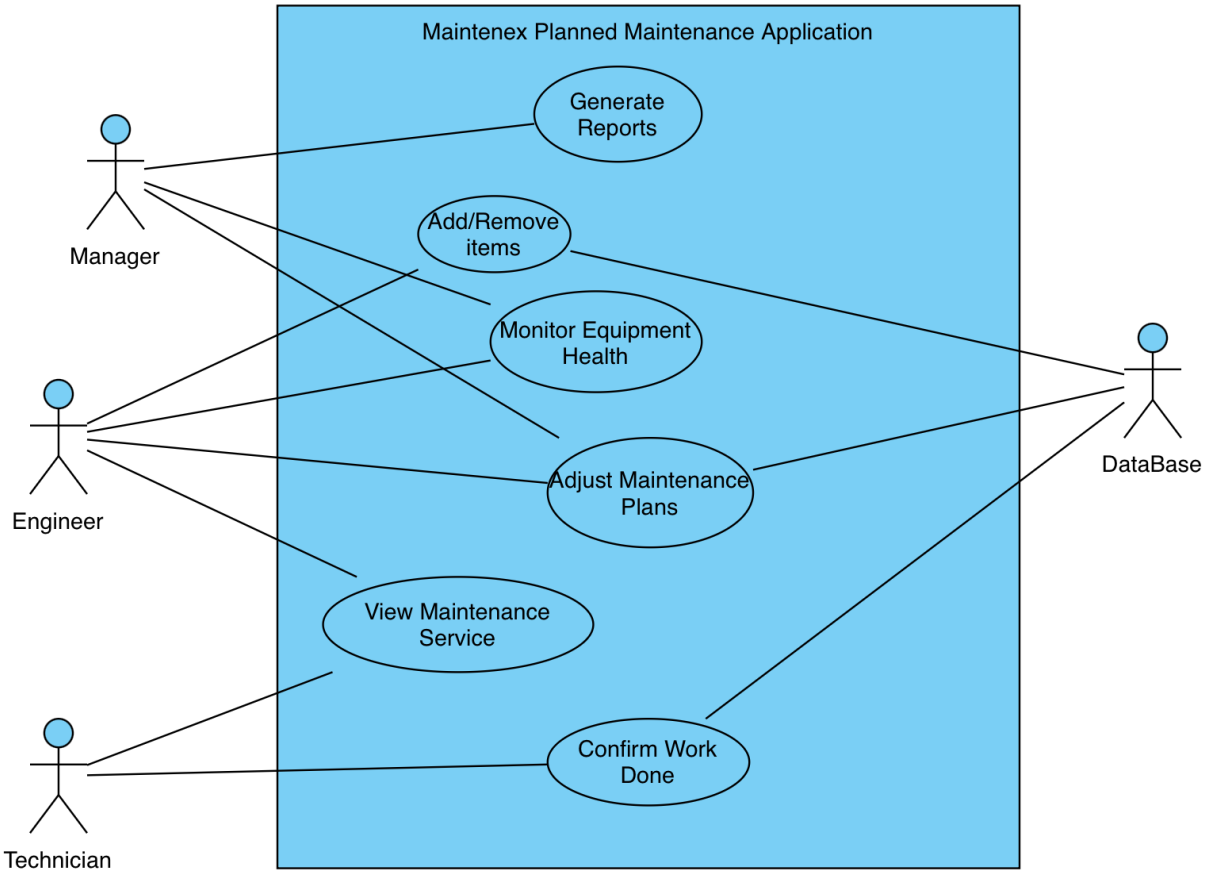 Maintenex Planned Maintenance Application
Generate
Reports
Manager
Add/Remove
items
Monitor Equipment
Health
DataBase
Adjust Maintenance
Plans
Engineer
View Maintenance
Service
Confirm Work
Done
Technician